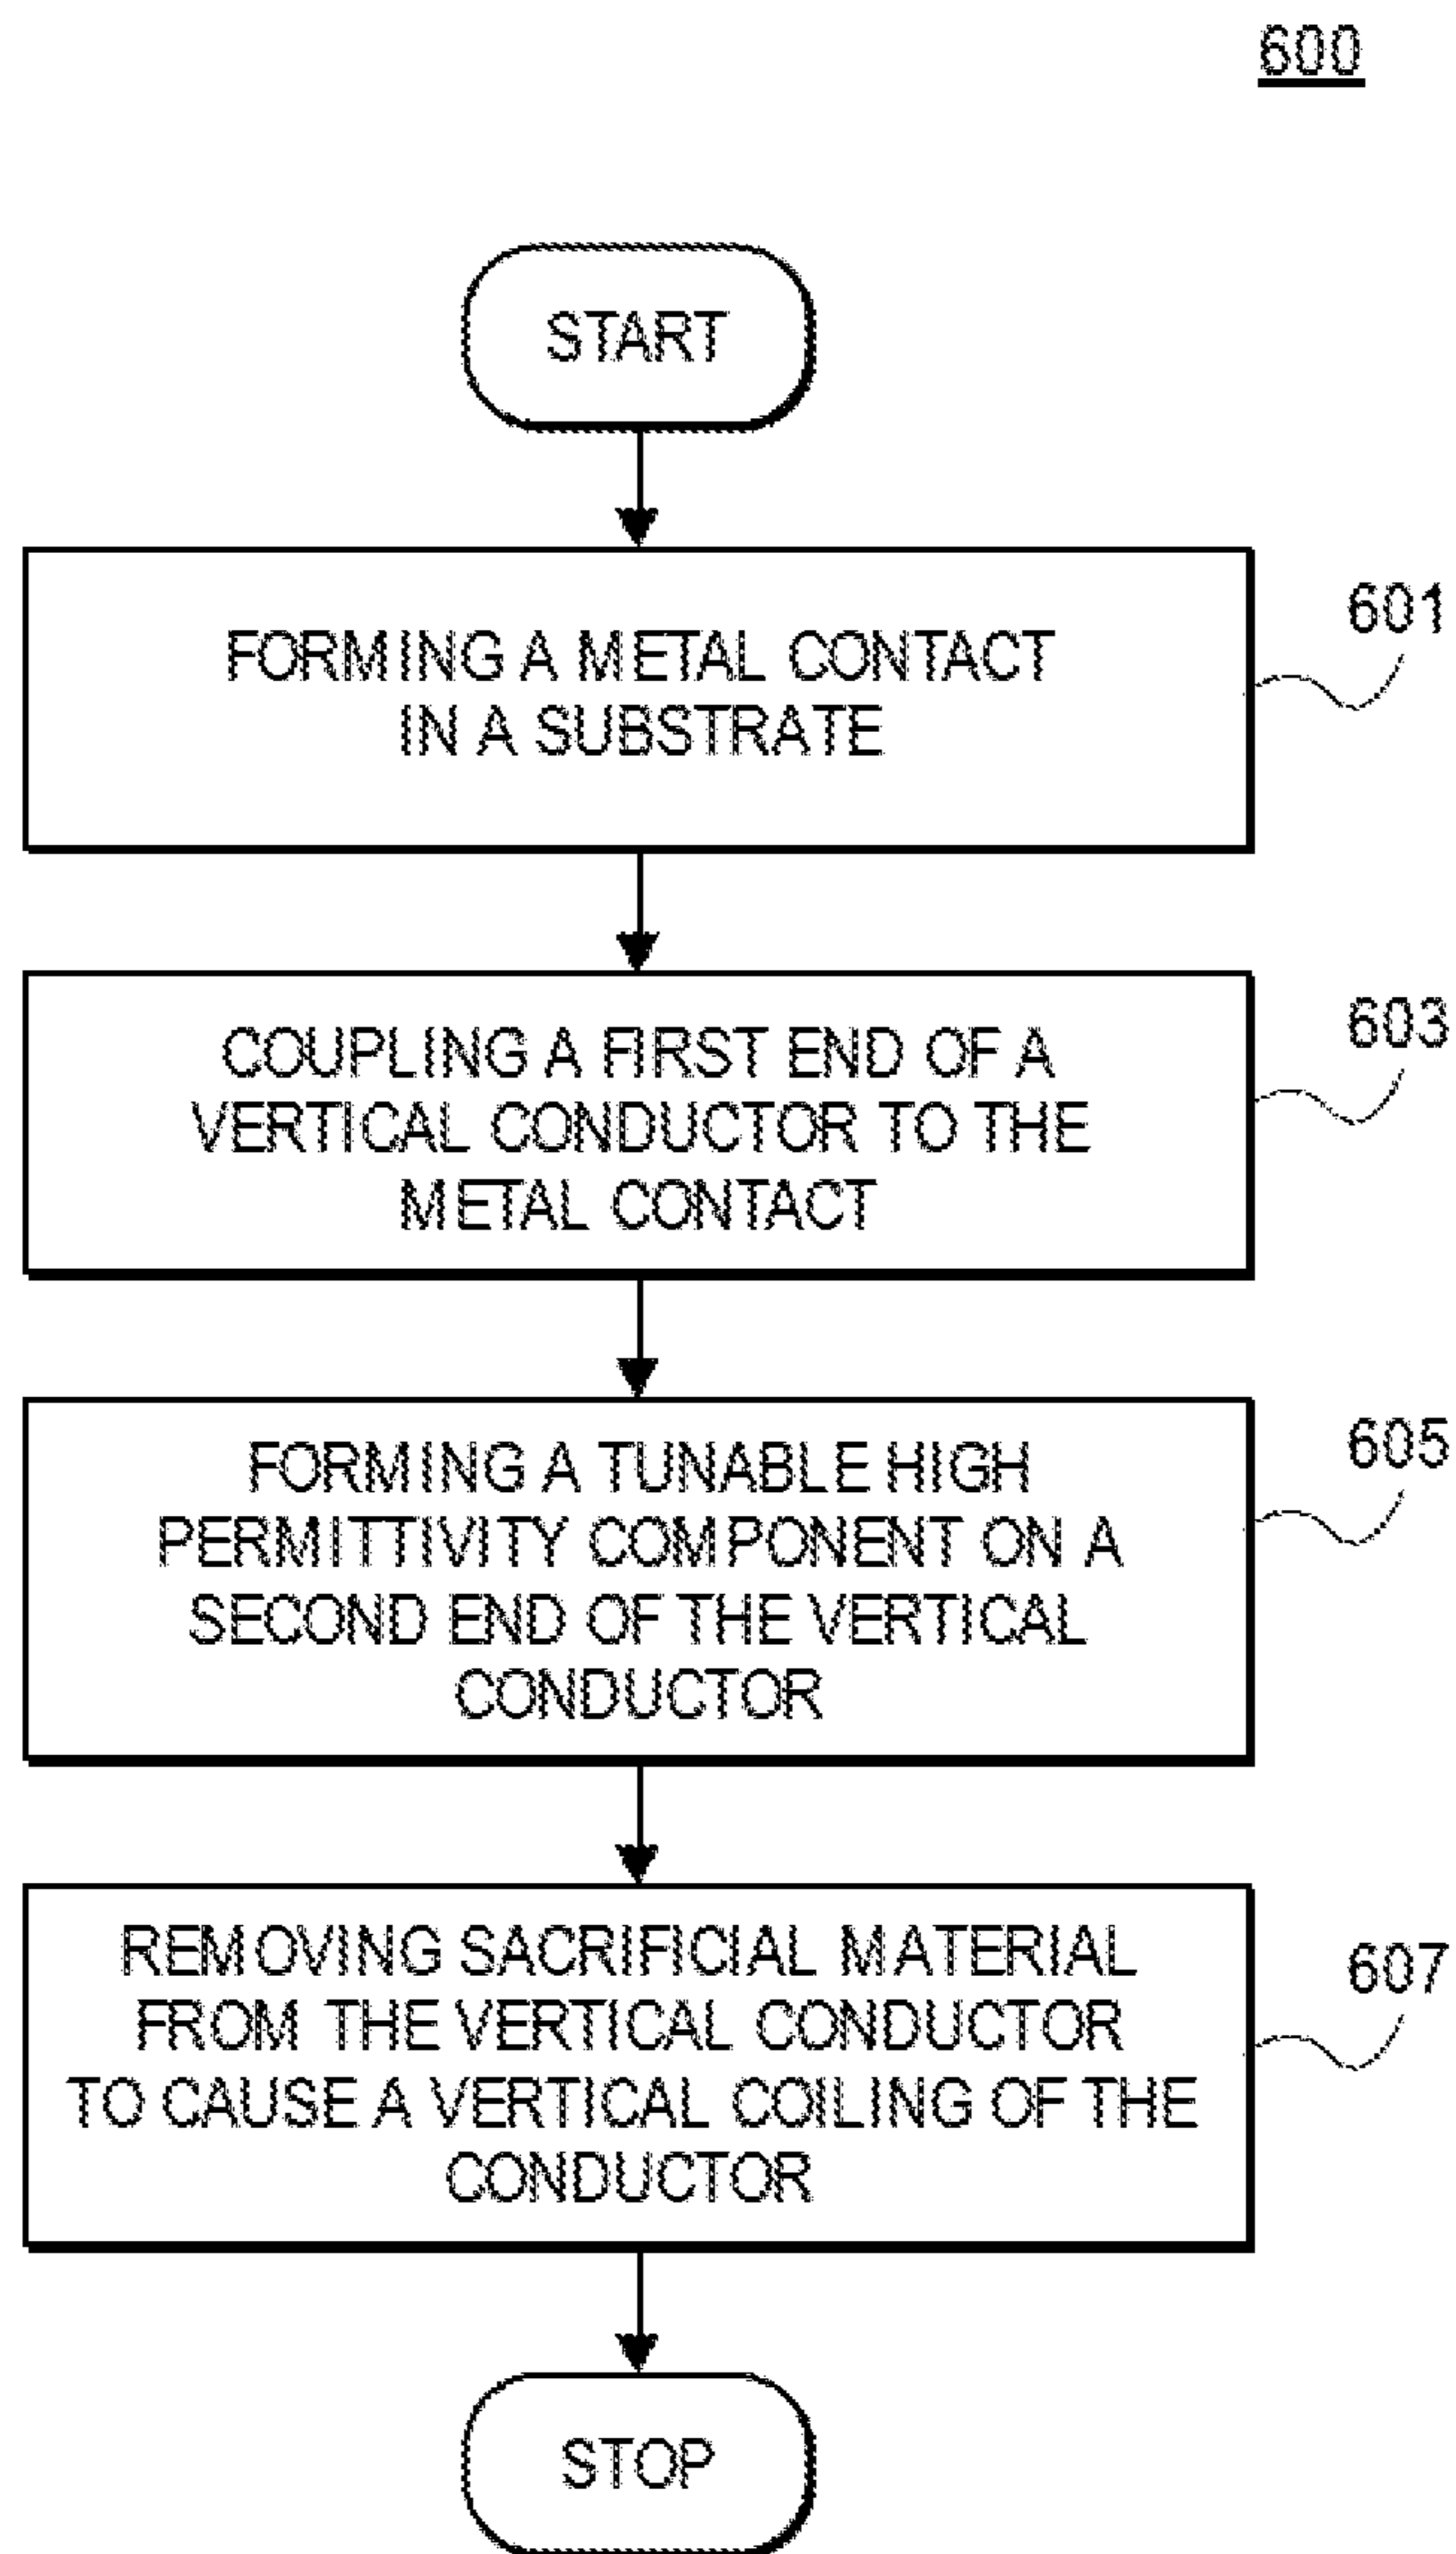 600
START
FORMING A METAL CONTACT
IN A SUBSTRATE
601
COUPLING A FIRST END OF A
VERTICAL CONDUCTOR TO THE
METAL CONTACT
603
FORMING A TUNABLE HIGH
PERMITTIVITY COMPONENT ON A
SECOND END OF THE VERTICAL
CONDUCTOR
605
REMOVING SACRIFICIAL MATERIAL
FROM THE VERTICAL CONDUCTOR
TO CAUSE A VERTICAL COILING OF THE
CONDUCTOR
607
STOP